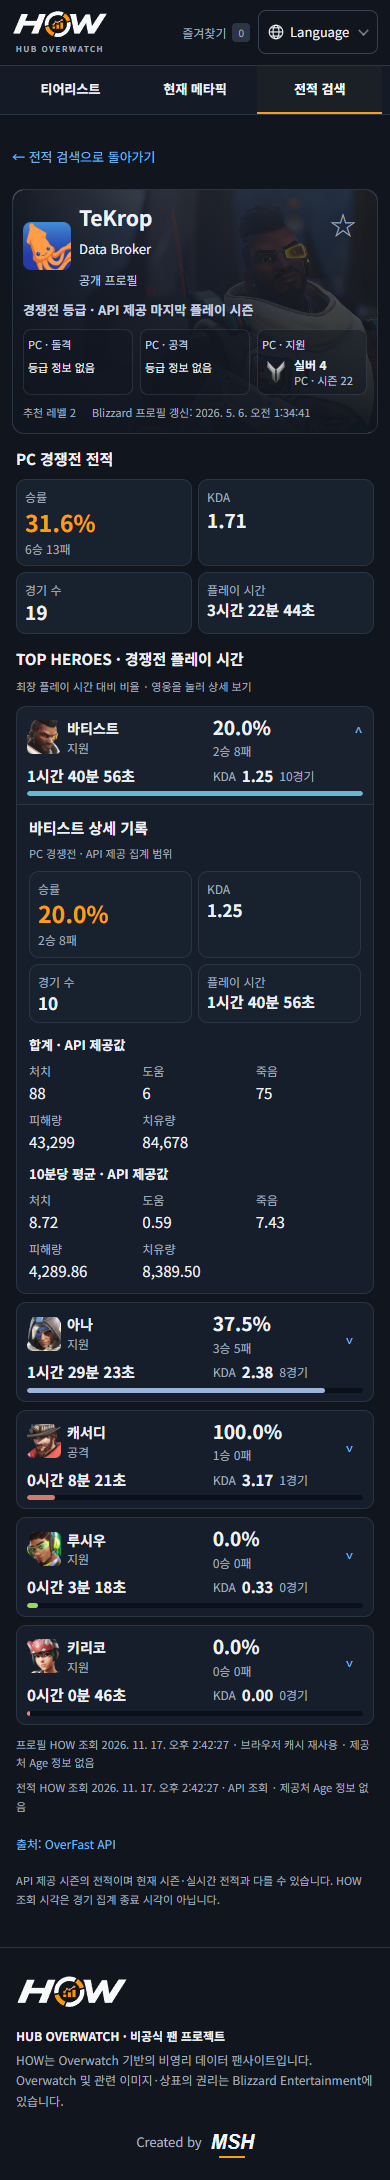 HOW
HUB OVERWATCH
즐겨찾기 0
Language
티어리스트 현재 메타픽 전적 검색
← 전적 검색으로 돌아가기
TeKrop
Data Broker
공개 프로필
경쟁전 등급 · API 제공 마지막 플레이 시즌
PC · 돌격 PC · 공격 PC · 지원
등급 정보 없음 등급 정보 없음 실버 4
PC · 시즌 22
추천 레벨 2 Blizzard 프로필 갱신: 2026. 5. 6. 오전 1:34:41
PC 경쟁전 전적
승률 KDA
31.6% 1.71
6승 13패
경기 수 플레이 시간
19 3시간 22분 44초
TOP HEROES · 경쟁전 플레이 시간
최장 플레이 시간 대비 비율 · 영웅을 눌러 상세 보기
바티스트 20.0%
지원 2승 8패
1시간 40분 56초 KDA 1.25 10경기
바티스트 상세 기록
PC 경쟁전 · API 제공 집계 범위
승률 KDA
20.0% 1.25
2승 8패
경기 수 플레이 시간
10 1시간 40분 56초
합계 · API 제공값
처치 도움 죽음
88 6 75
피해량 치유량
43,299 84,678
10분당 평균 · API 제공값
처치 도움 죽음
8.72 0.59 7.43
피해량 치유량
4,289.86 8,389.50
아나 37.5%
지원 3승 5패
1시간 29분 23초 KDA 2.38 8경기
캐서디 100.0%
공격 1승 0패
0시간 8분 21초 KDA 3.17 1경기
루시우 0.0%
지원 0승 0패
0시간 3분 18초 KDA 0.33 0경기
키리코 0.0%
지원 0승 0패
0시간 0분 46초 KDA 0.00 0경기
프로필 HOW 조회 2026. 11. 17. 오후 2:42:27 · 브라우저 캐시 재사용 · 제공
처 Age 정보 없음
전적 HOW 조회 2026. 11. 17. 오후 2:42:27 · API 조회 · 제공처 Age 정보 없
음
출처: OverFast API
API 제공 시즌의 전적이며 현재 시즌·실시간 전적과 다를 수 있습니다. HOW
조회 시각은 경기 집계 종료 시각이 아닙니다.
HOW
HUB OVERWATCH · 비공식 팬 프로젝트
HOW는 Overwatch 기반의 비영리 데이터 팬사이트입니다.
Overwatch 및 관련 이미지·상표의 권리는 Blizzard Entertainment에
있습니다.
Created by MSH